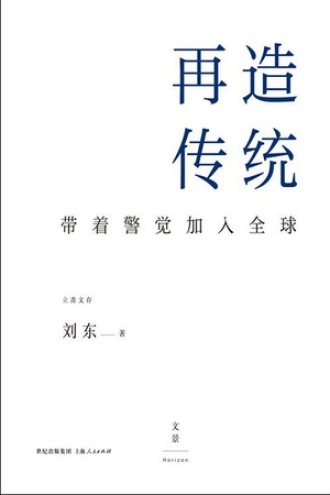 再造
传统
带着警觉加入全球
立斋文存
刘东——著
文
景
Horizon
世纪出版集团 上海人民出版社